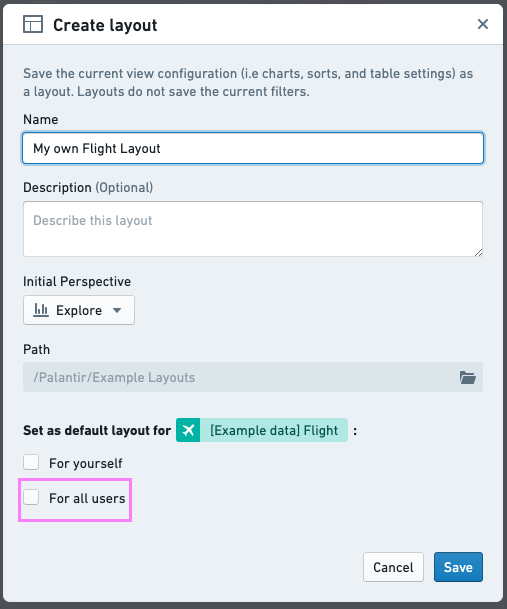 Create layout
Save the current view configuration (i.e charts, sorts, and table settings) as
a layout. Layouts do not save the current filters.
Name
My own Flight Layout
Description (Optional)
Describe this layout
Initial Perspective
Explore
Path
/Palantir/Example Layouts
Set as default layout for [Example data] Flight :
For yourself
For all users
Cancel Save